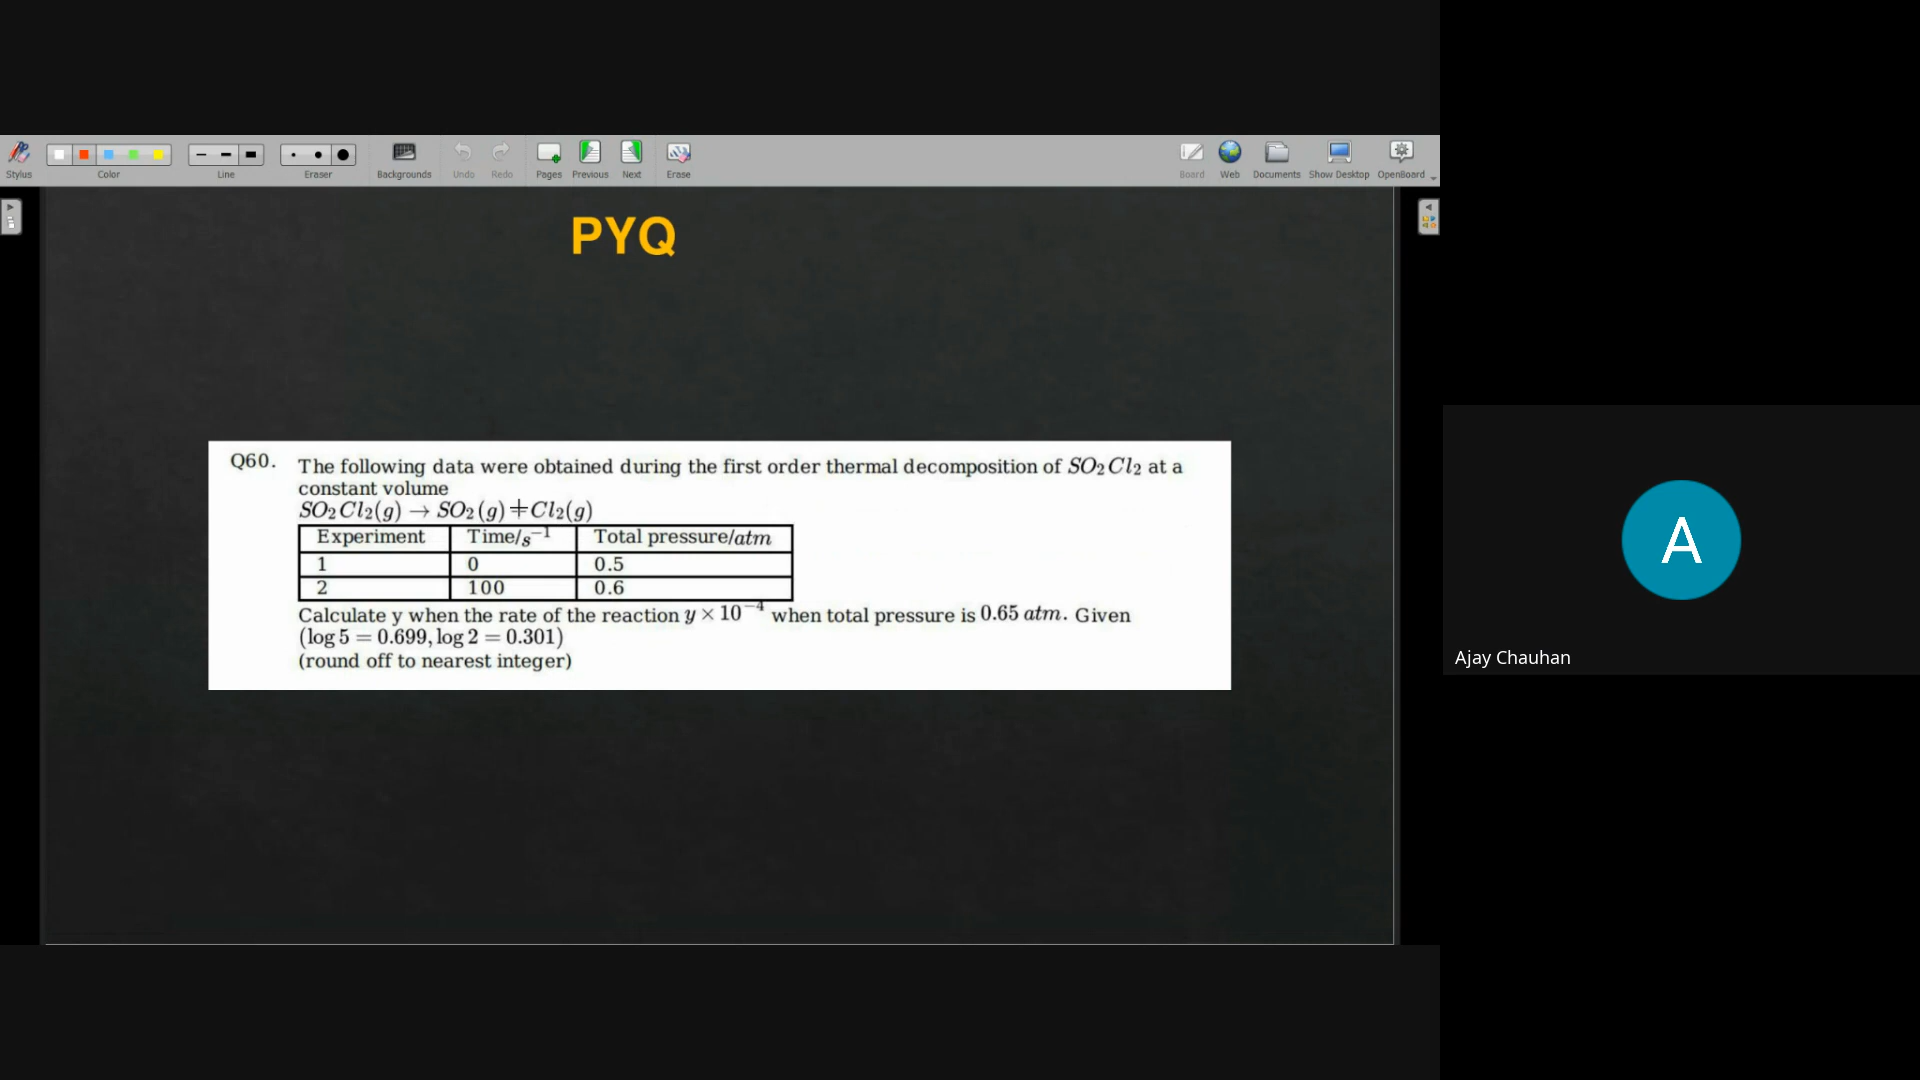 Stylus
Color
Line
Eraser
Backgrounds
Undo
Redo
Pages
Previous
Next
Erase
Board
Web
Documents
Show Desktop
OpenBoard
PYQ
Q60. The following data were obtained during the first order thermal decomposition of SO₂Cl₂ at a
constant volume
SO₂Cl₂(g) → SO₂(g)+Cl₂(g)
Experiment Time/s⁻¹ Total pressure/atm
1 0 0.5
2 100 0.6
Calculate y when the rate of the reaction y × 10⁻⁴ when total pressure is 0.65 atm. Given
(log 5 = 0.699, log 2 = 0.301)
(round off to nearest integer)
A
Ajay Chauhan